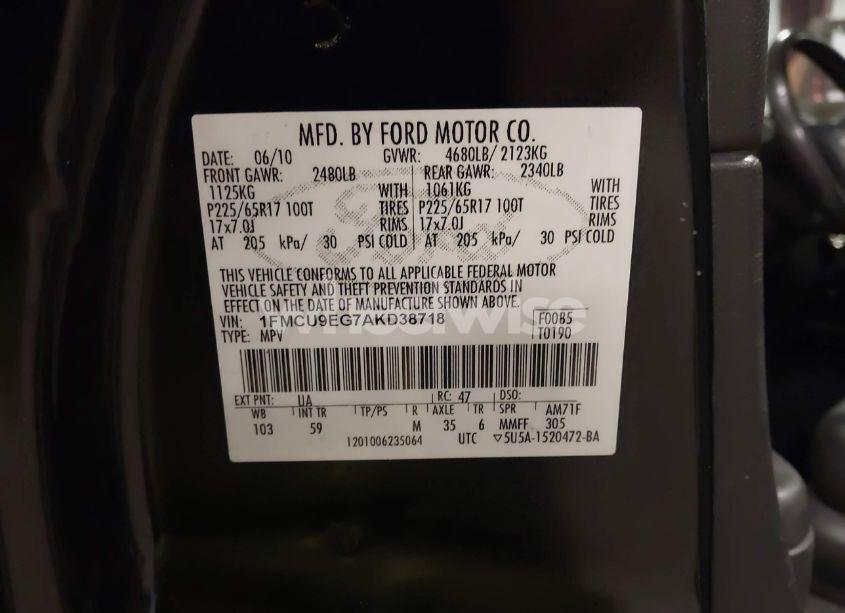 MFD. BY FORD MOTOR CO.
DATE: 06/10 GVWR: 4680LB/ 2123KG
FRONT GAWR: 2480LB REAR GAWR: 2340LB
1125KG WITH 1061KG WITH
P225/65R17 100T TIRES P225/65R17 100T TIRES
17x7.0J RIMS 17x7.0J RIMS
AT 205 kPa/ 30 PSI COLD AT 205 kPa/ 30 PSI COLD
THIS VEHICLE CONFORMS TO ALL APPLICABLE FEDERAL MOTOR
VEHICLE SAFETY AND THEFT PREVENTION STANDARDS IN
EFFECT ON THE DATE OF MANUFACTURE SHOWN ABOVE.
VIN: 1FMCU9EG7AKD38718 F0085
TYPE: MPV T0190
EXT PNT: UA RC: 47 DSO:
WB INT TR TP/PS R AXLE TR SPR AM71F
103 59 M 35 6 MMFF 305
1201006235064 UTC ▽5U5A-1520472-BA